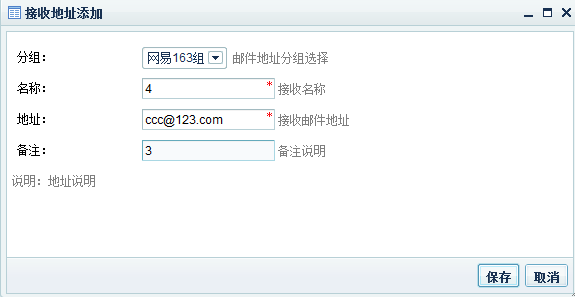 接收地址添加
分组： 网易163组 邮件地址分组选择
名称： 4 * 接收名称
地址： ccc@123.com * 接收邮件地址
备注： 3 备注说明
说明：地址说明
保存 取消